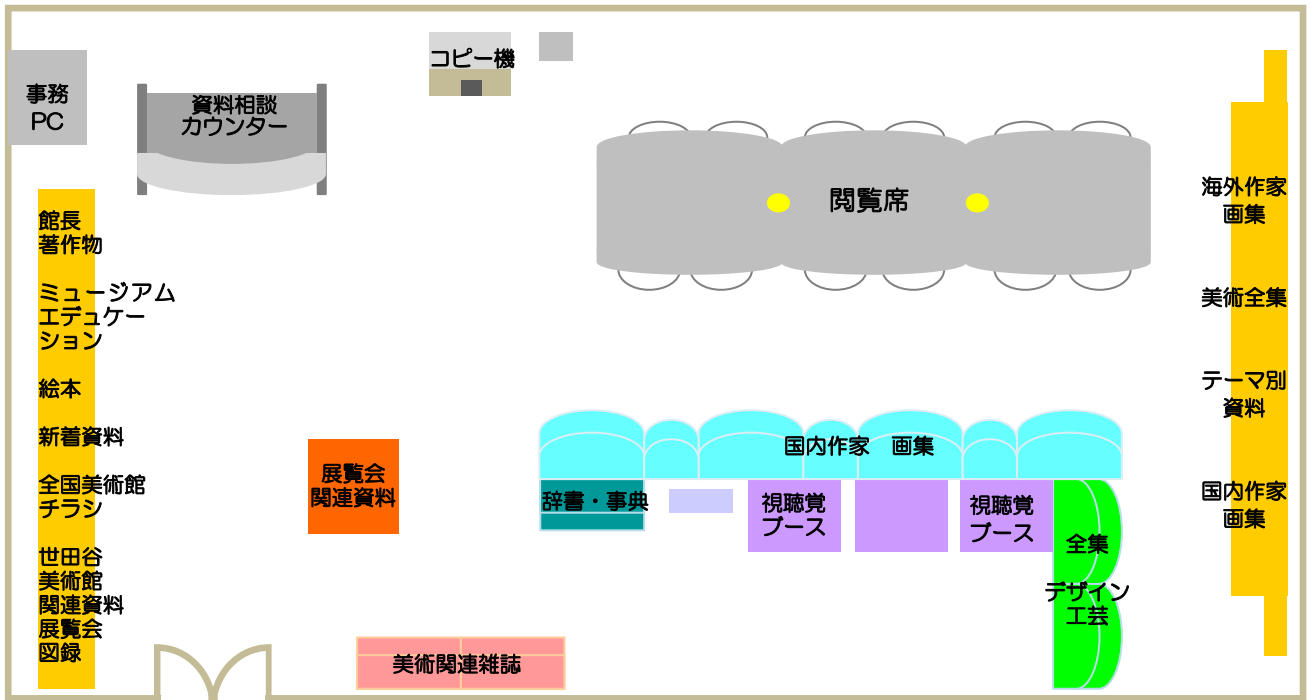 コピー機
事務
PC
資料相談
カウンター
閲覧席
海外作家
画集
美術全集
テーマ別
資料
国内作家
画集
館長
著作物
ミュージアム
エデュケー
ション
絵本
新着資料
全国美術館
チラシ
世田谷
美術館
関連資料
展覧会
図録
展覧会
関連資料
国内作家 画集
辞書・事典
視聴覚
ブース
視聴覚
ブース
全集
デザイン
工芸
美術関連雑誌